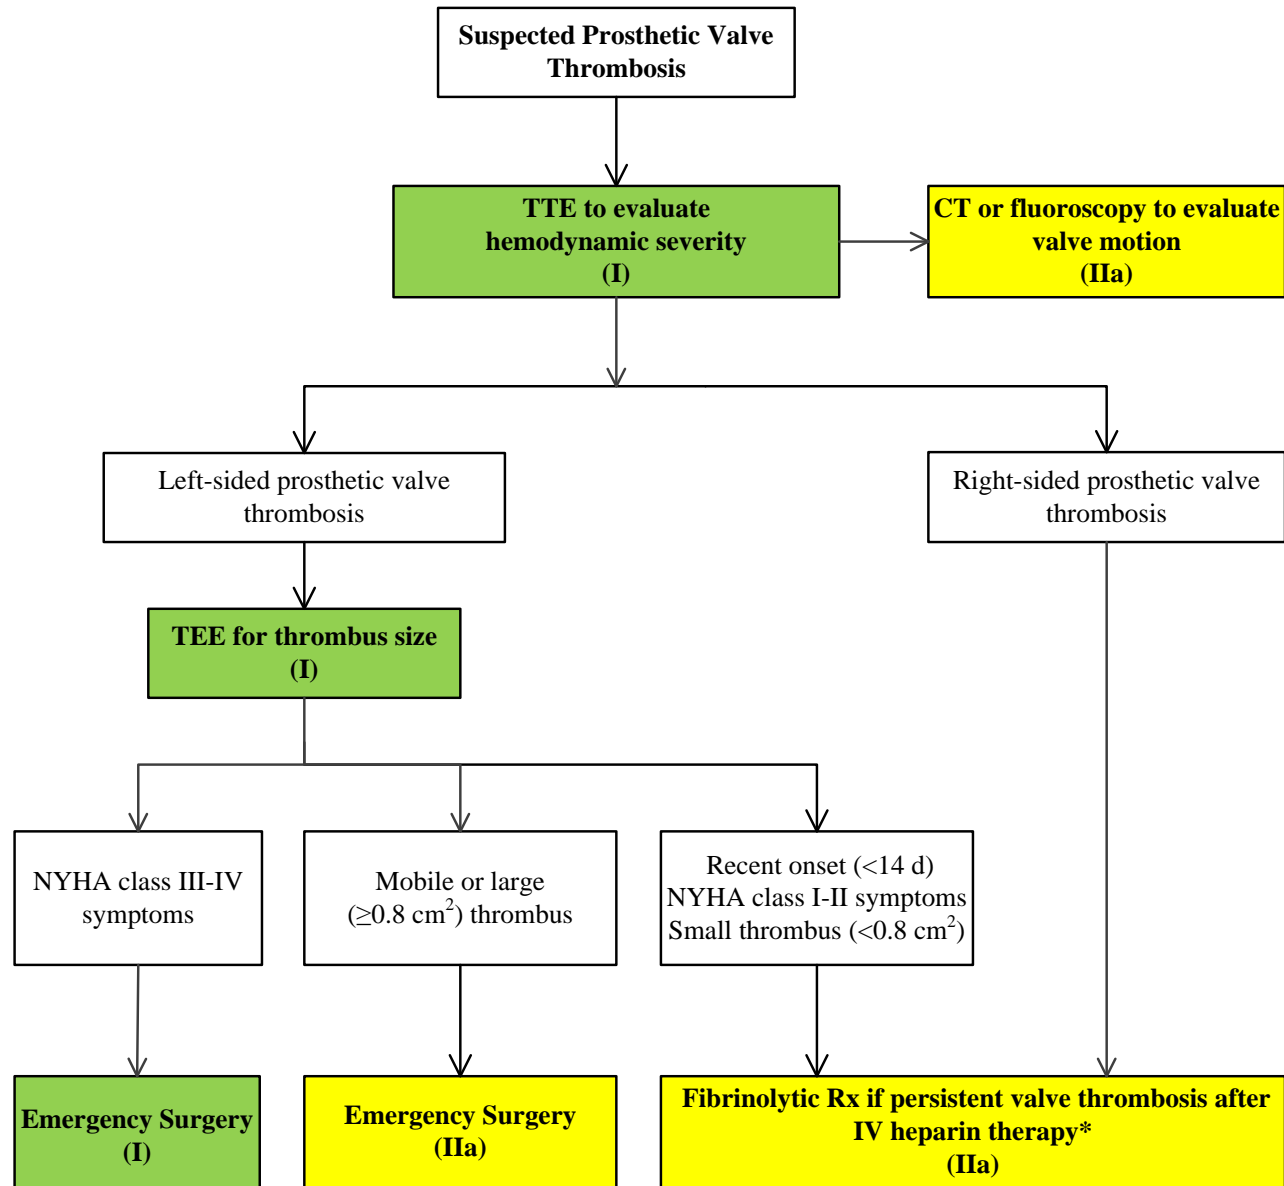 Suspected Prosthetic Valve
Thrombosis
TTE to evaluate
hemodynamic severity
(I)
CT or fluoroscopy to evaluate
valve motion
(IIa)
Left-sided prosthetic valve
thrombosis
Right-sided prosthetic valve
thrombosis
TEE for thrombus size
(I)
NYHA class III-IV
symptoms
Mobile or large
(≥0.8 cm²) thrombus
Recent onset (<14 d)
NYHA class I-II symptoms
Small thrombus (<0.8 cm²)
Emergency Surgery
(I)
Emergency Surgery
(IIa)
Fibrinolytic Rx if persistent valve thrombosis after
IV heparin therapy*
(IIa)